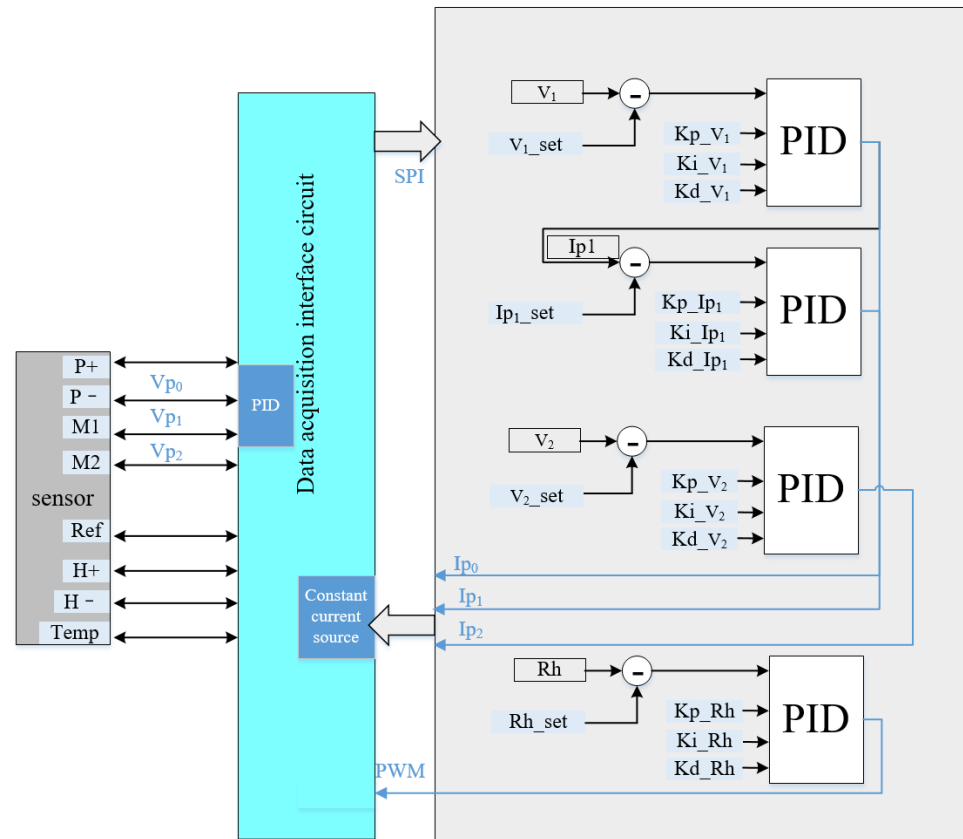 P+
P −
M1
M2
sensor
Ref
H+
H −
Temp
Vp₀
Vp₁
Vp₂
PID
Data acquisition interface circuit
Constant
current
source
SPI
PWM
V₁
V₁_set
Kp_V₁
Ki_V₁
Kd_V₁
PID
Ip1
Ip₁_set
Kp_Ip₁
Ki_Ip₁
Kd_Ip₁
PID
V₂
V₂_set
Kp_V₂
Ki_V₂
Kd_V₂
PID
Ip₀
Ip₁
Ip₂
Rh
Rh_set
Kp_Rh
Ki_Rh
Kd_Rh
PID